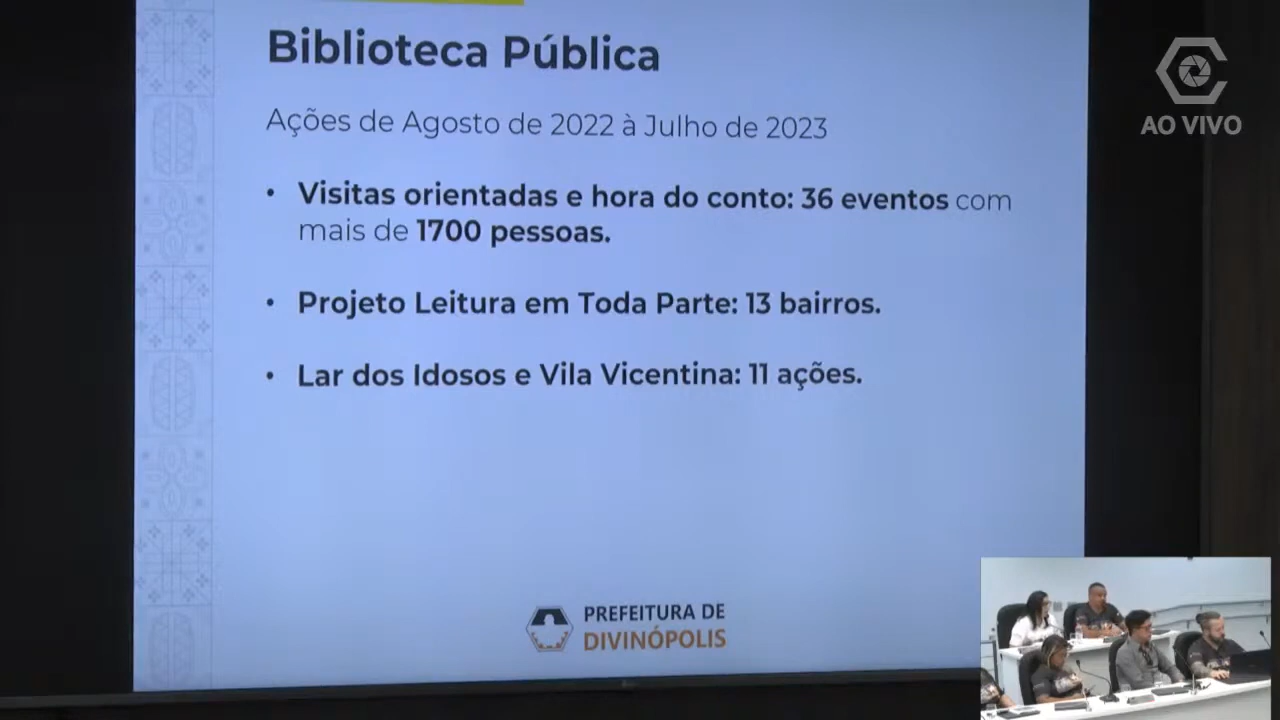 Biblioteca Pública
AO VIVO
Ações de Agosto de 2022 à Julho de 2023
• Visitas orientadas e hora do conto: 36 eventos com
mais de 1700 pessoas.
• Projeto Leitura em Toda Parte: 13 bairros.
• Lar dos Idosos e Vila Vicentina: 11 ações.
PREFEITURA DE
DIVINÓPOLIS